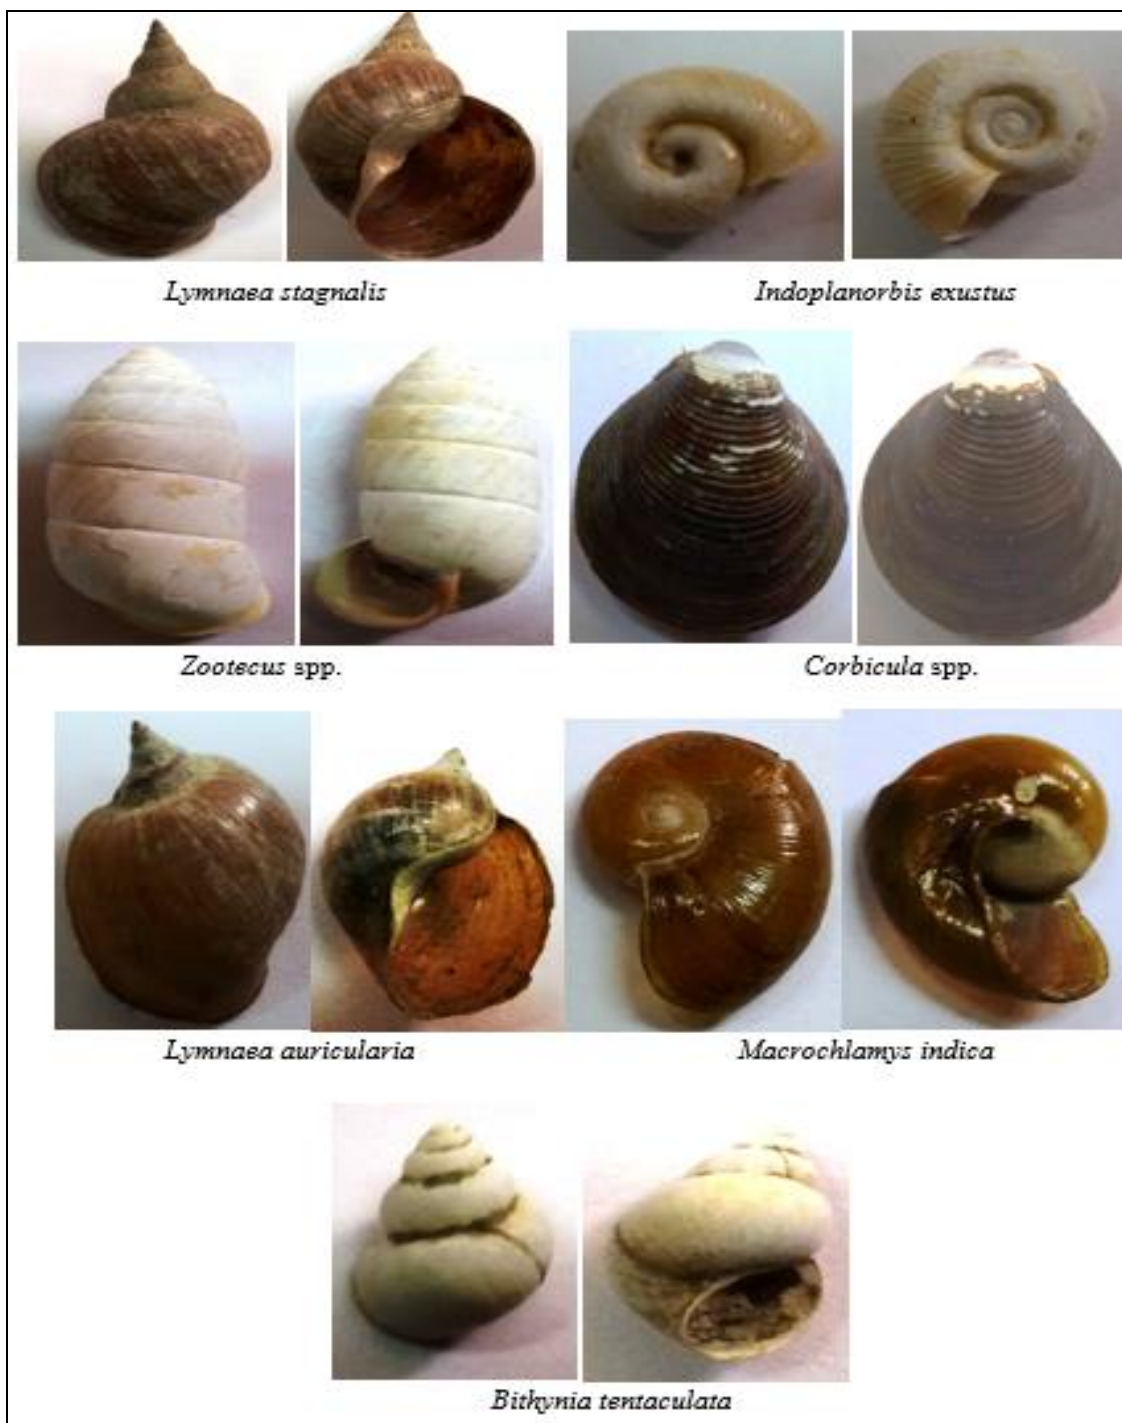 Lymnaea stagnalis
Indoplanorbis exustus
Zootecus spp.
Corbicula spp.
Lymnaea auricularia
Macrochlamys indica
Bithynia tentaculata